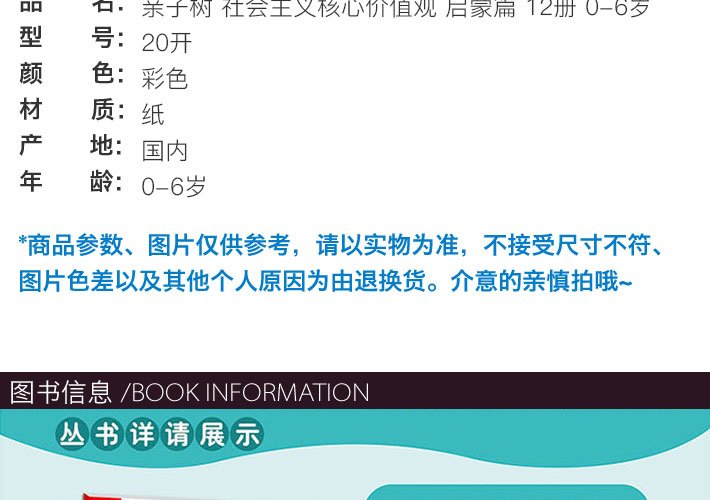 品 名：亲子树 社会主义核心价值观 启蒙篇 12册 0-6岁
型 号：20开
颜 色：彩色
材 质：纸
产 地：国内
年 龄：0-6岁
*商品参数、图片仅供参考，请以实物为准，不接受尺寸不符、
图片色差以及其他个人原因为由退换货。介意的亲慎拍哦~
图书信息 /BOOK INFORMATION
丛书详请展示